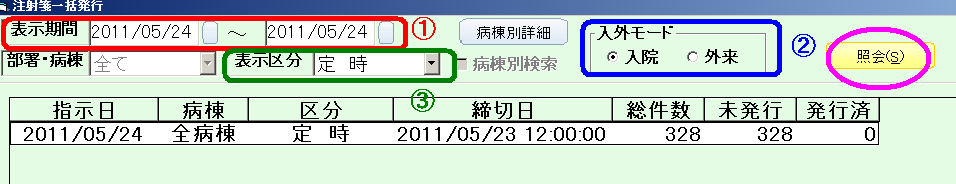 注射箋一括発行
表示期間 2011/05/24 ～ 2011/05/24 ① 病棟別詳細 入外モード ② 照会(S)
部署・病棟 全て 表示区分 定 時 病棟別検索 入院 外来
③
指示日 病棟 区分 締切日 総件数 未発行 発行済
2011/05/24 全病棟 定 時 2011/05/23 12:00:00 328 328 0